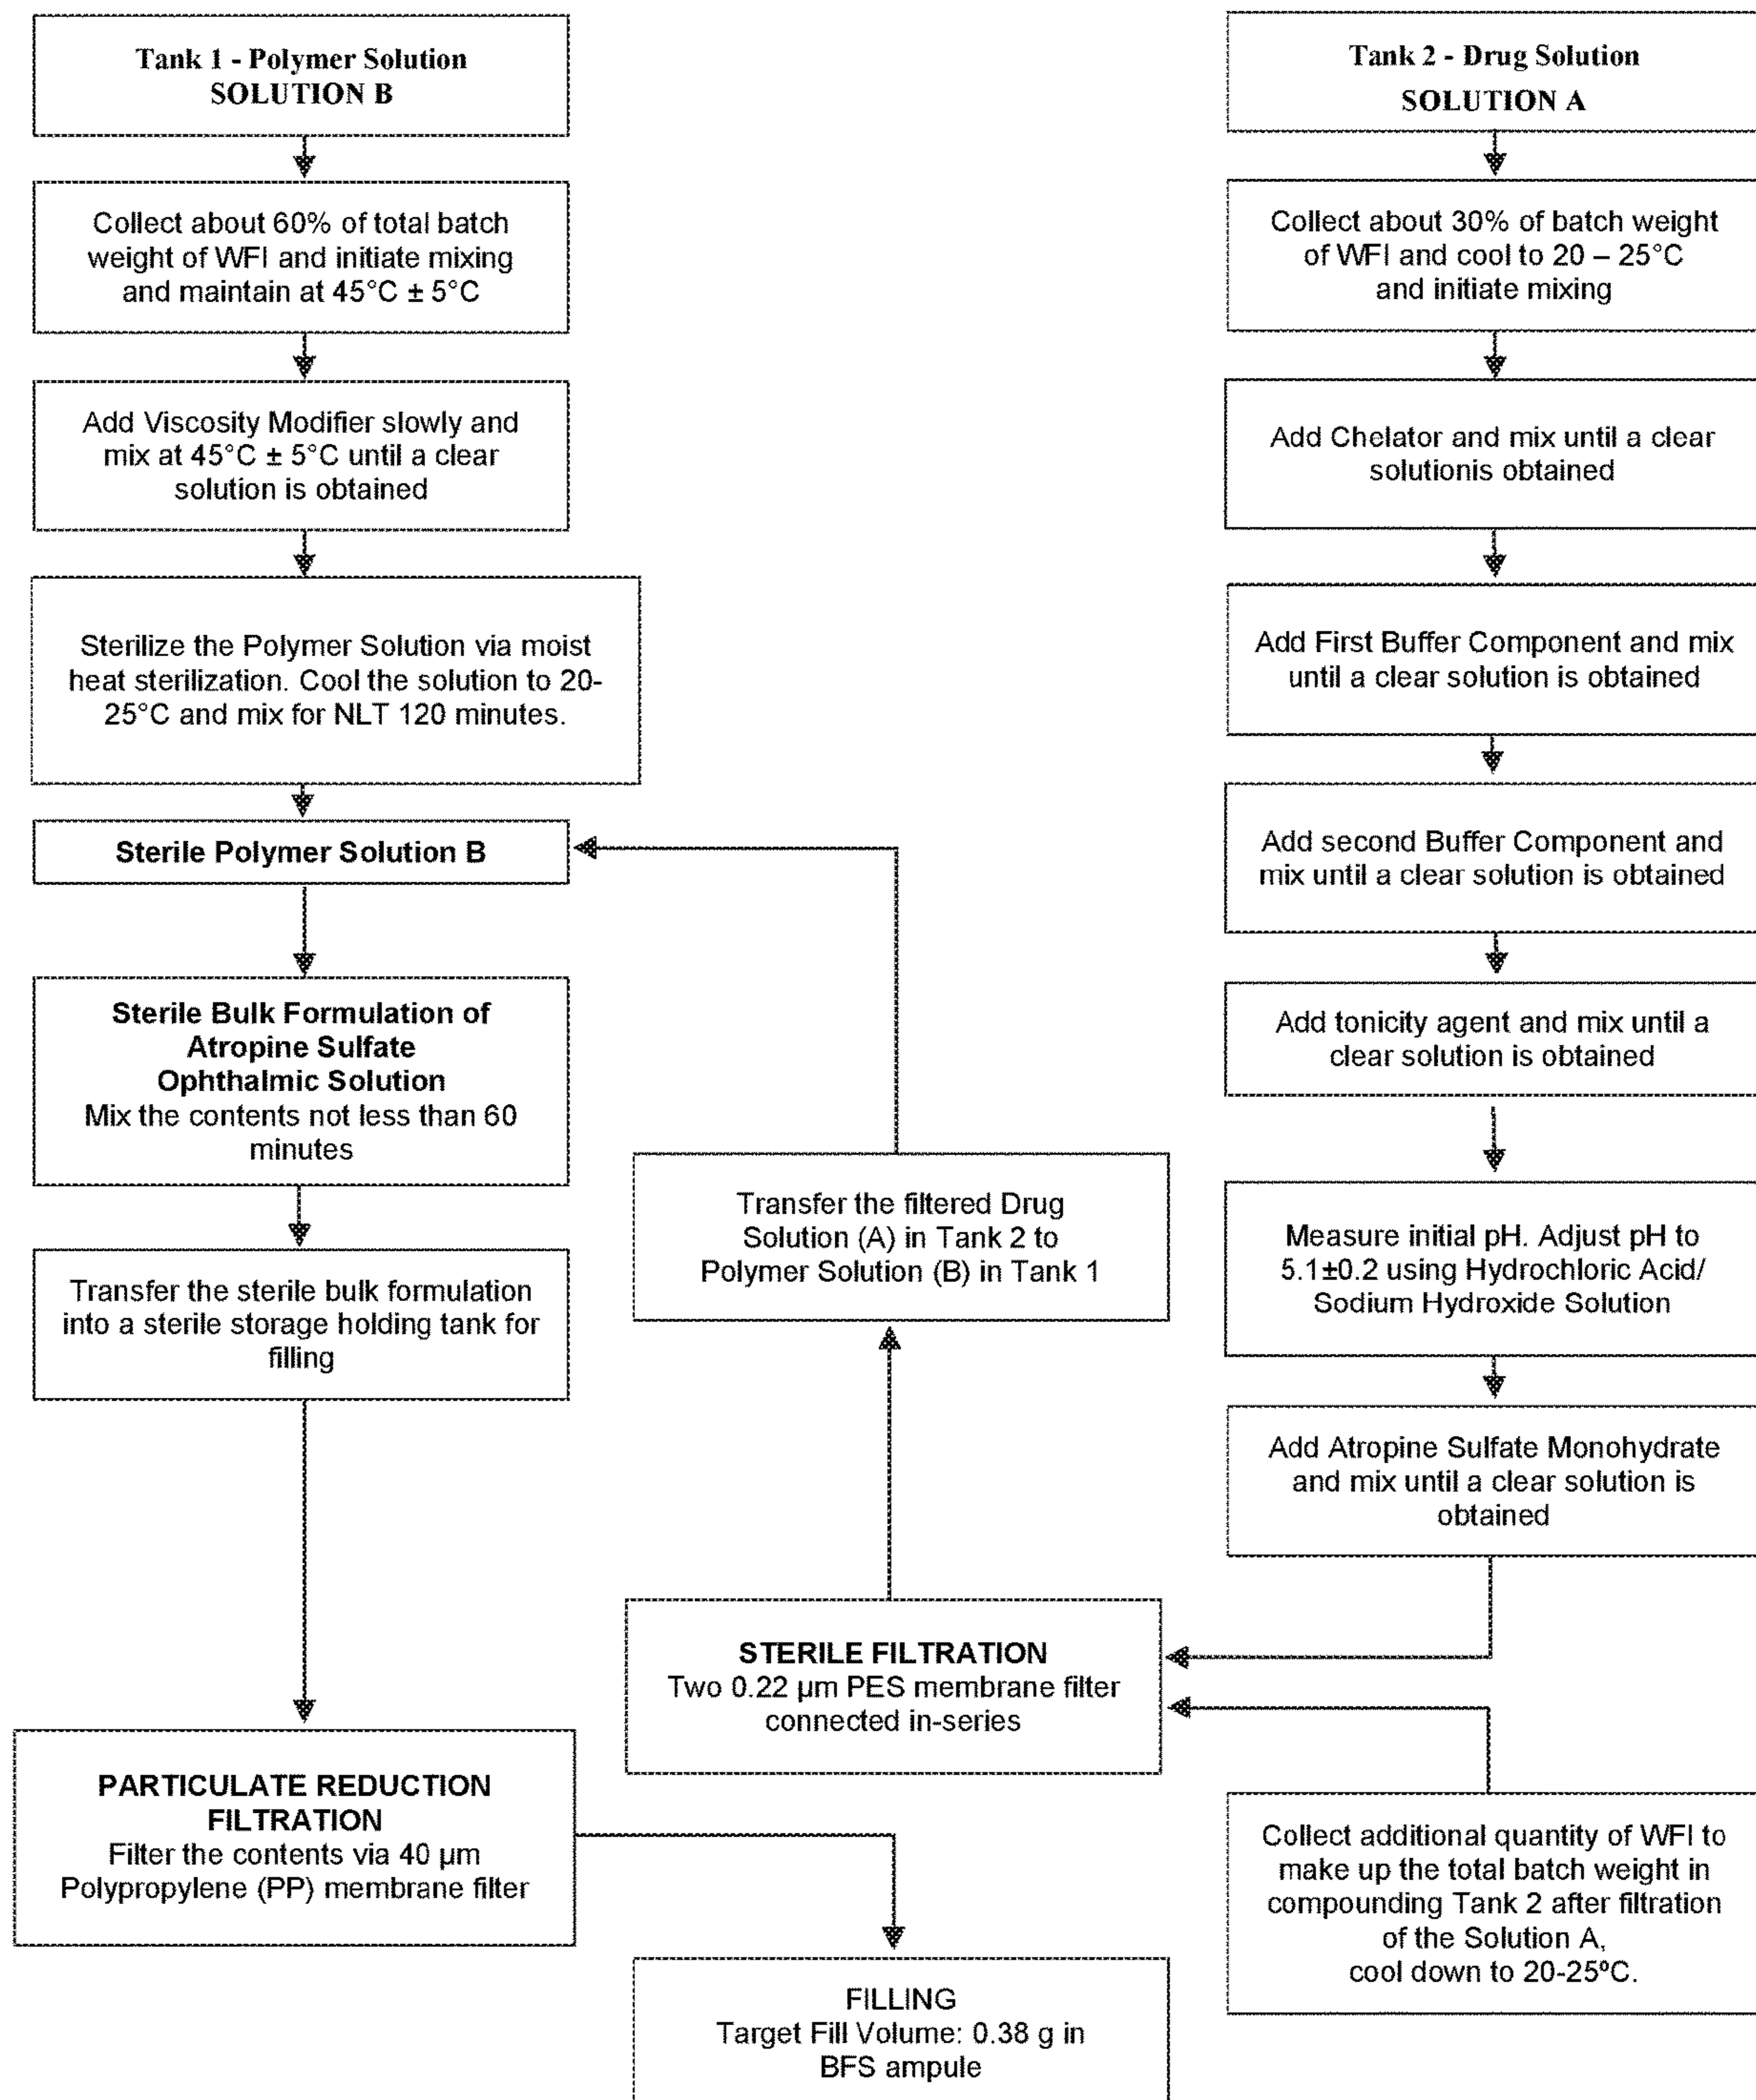 Tank 1 - Polymer Solution
SOLUTION B
Collect about 60% of total batch
weight of WFI and initiate mixing
and maintain at 45°C ± 5°C
Add Viscosity Modifier slowly and
mix at 45°C ± 5°C until a clear
solution is obtained
Sterilize the Polymer Solution via moist
heat sterilization. Cool the solution to 20-
25°C and mix for NLT 120 minutes.
Sterile Polymer Solution B
Sterile Bulk Formulation of
Atropine Sulfate
Ophthalmic Solution
Mix the contents not less than 60
minutes
Transfer the sterile bulk formulation
into a sterile storage holding tank for
filling
PARTICULATE REDUCTION
FILTRATION
Filter the contents via 40 µm
Polypropylene (PP) membrane filter
Transfer the filtered Drug
Solution (A) in Tank 2 to
Polymer Solution (B) in Tank 1
STERILE FILTRATION
Two 0.22 µm PES membrane filter
connected in-series
FILLING
Target Fill Volume: 0.38 g in
BFS ampule
Tank 2 - Drug Solution
SOLUTION A
Collect about 30% of batch weight
of WFI and cool to 20 – 25°C
and initiate mixing
Add Chelator and mix until a clear
solutionis obtained
Add First Buffer Component and mix
until a clear solution is obtained
Add second Buffer Component and
mix until a clear solution is obtained
Add tonicity agent and mix until a
clear solution is obtained
Measure initial pH. Adjust pH to
5.1±0.2 using Hydrochloric Acid/
Sodium Hydroxide Solution
Add Atropine Sulfate Monohydrate
and mix until a clear solution is
obtained
Collect additional quantity of WFI to
make up the total batch weight in
compounding Tank 2 after filtration
of the Solution A,
cool down to 20-25ºC.